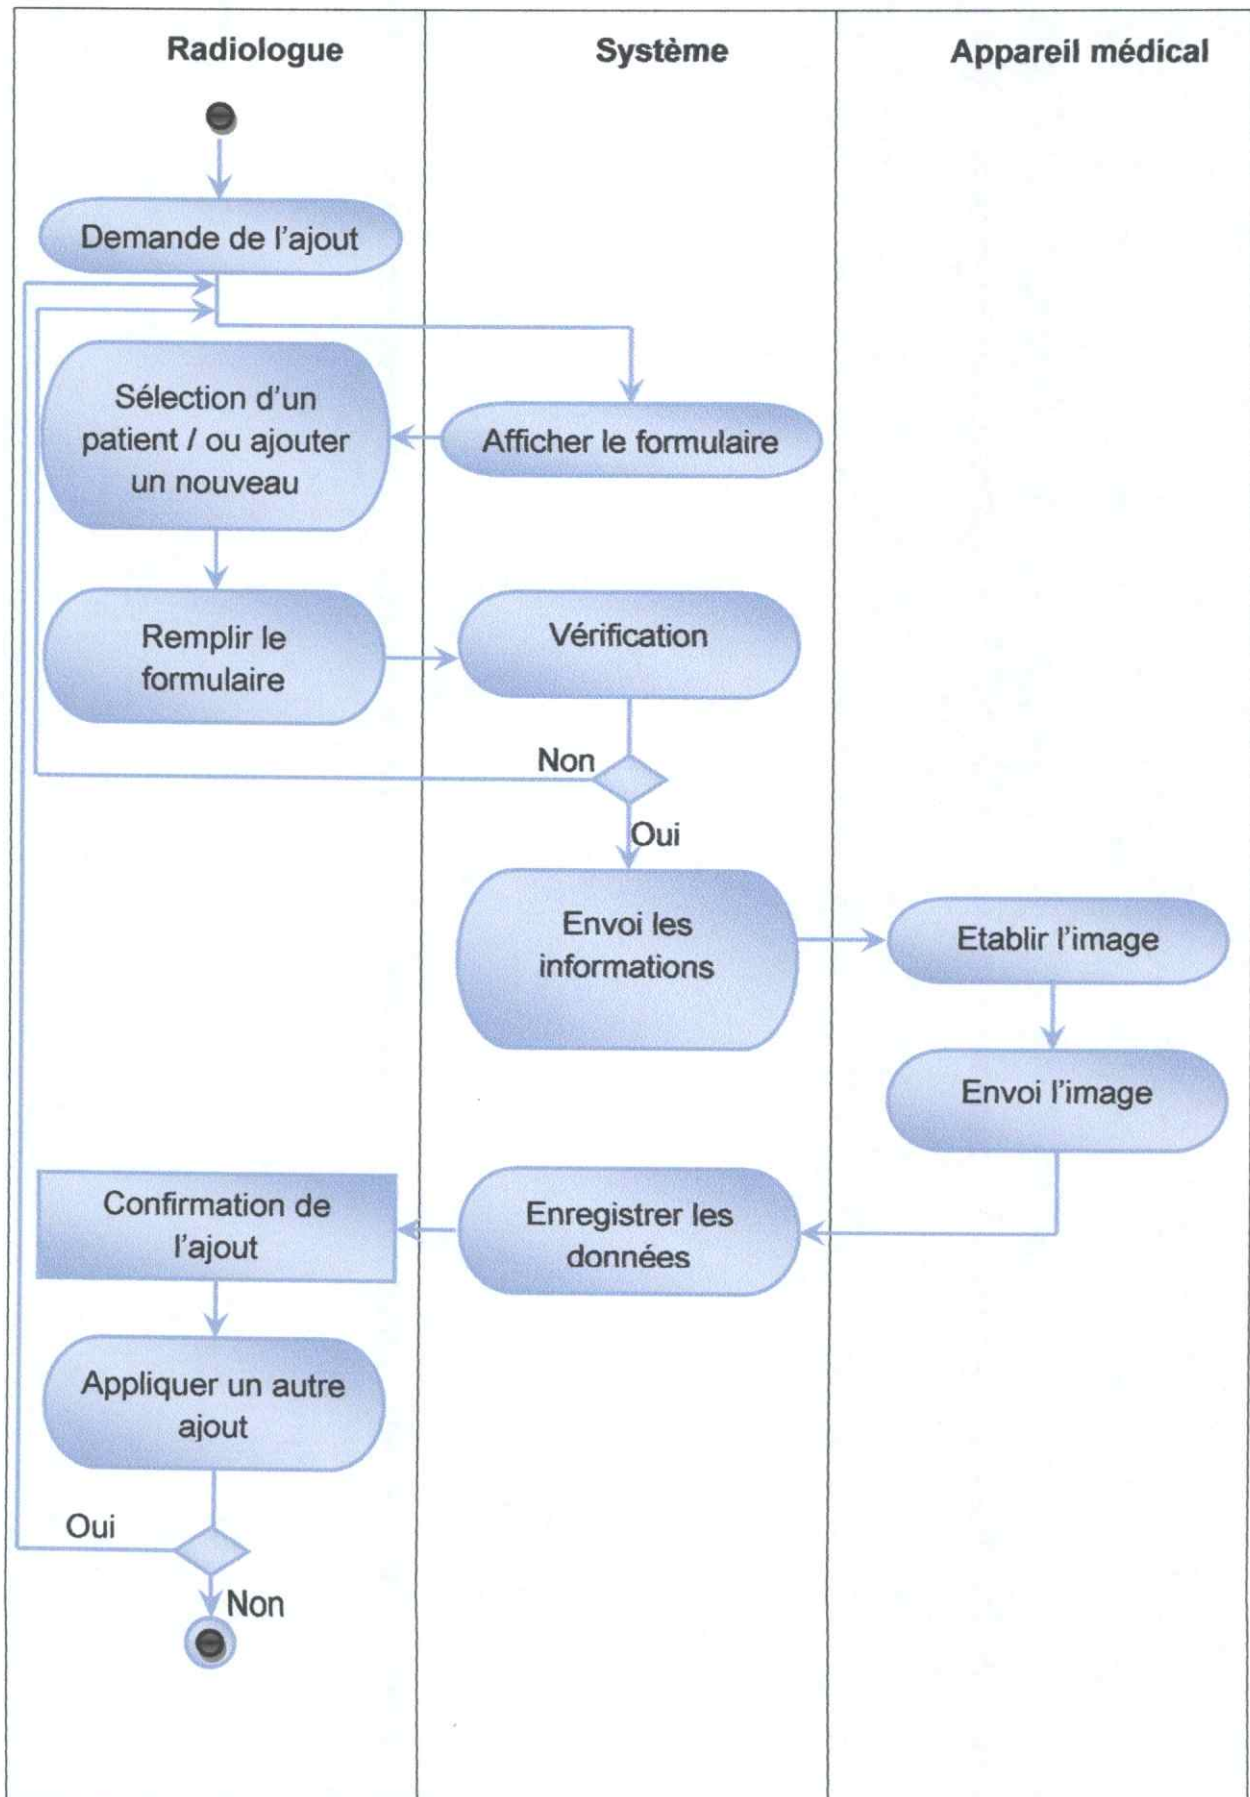 Radiologue
Système
Appareil médical
Demande de l'ajout
Sélection d'un
patient / ou ajouter
un nouveau
Afficher le formulaire
Remplir le
formulaire
Vérification
Non
Oui
Envoi les
informations
Etablir l'image
Envoi l'image
Enregistrer les
données
Confirmation de
l'ajout
Appliquer un autre
ajout
Oui
Non